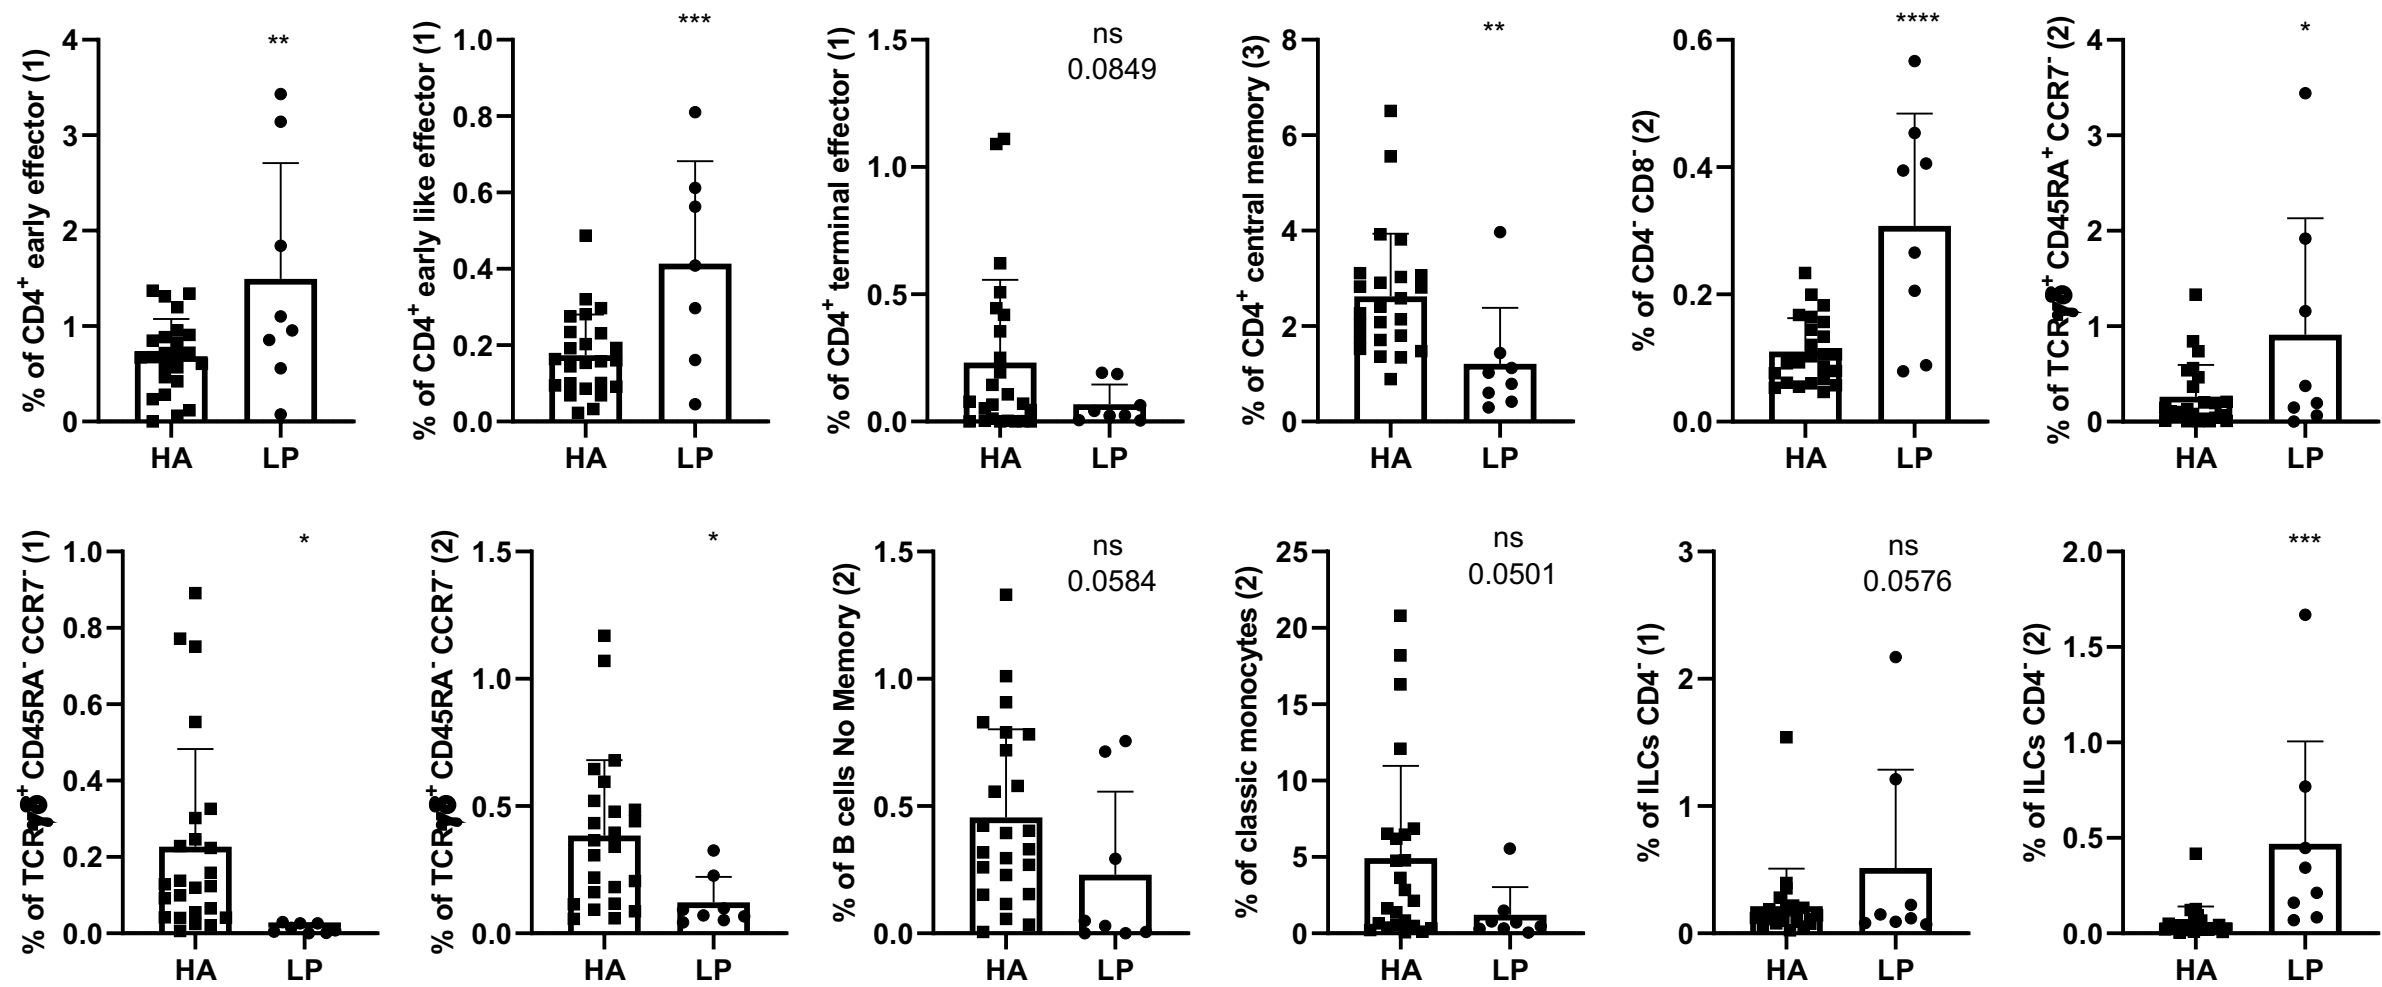 % of CD4⁺ early effector (1)
4
3
2
1
0
**
HA LP
% of CD4⁺ early like effector (1)
1.0
0.8
0.6
0.4
0.2
0.0
***
HA LP
% of CD4⁺ terminal effector (1)
1.5
1.0
0.5
0.0
ns
0.0849
HA LP
% of CD4⁺ central memory (3)
8
6
4
2
0
**
HA LP
% of CD4⁻ CD8⁻ (2)
0.6
0.4
0.2
0.0
****
HA LP
% of TCRγδ⁺ CD45RA⁺ CCR7⁻ (2)
4
3
2
1
0
*
HA LP
% of TCRγδ⁺ CD45RA⁻ CCR7⁻ (1)
1.0
0.8
0.6
0.4
0.2
0.0
*
HA LP
% of TCRγδ⁺ CD45RA⁻ CCR7⁻ (2)
1.5
1.0
0.5
0.0
*
HA LP
% of B cells No Memory (2)
1.5
1.0
0.5
0.0
ns
0.0584
HA LP
% of classic monocytes (2)
25
20
15
10
5
0
ns
0.0501
HA LP
% of ILCs CD4⁻ (1)
3
2
1
0
ns
0.0576
HA LP
% of ILCs CD4⁻ (2)
2.0
1.5
1.0
0.5
0.0
***
HA LP